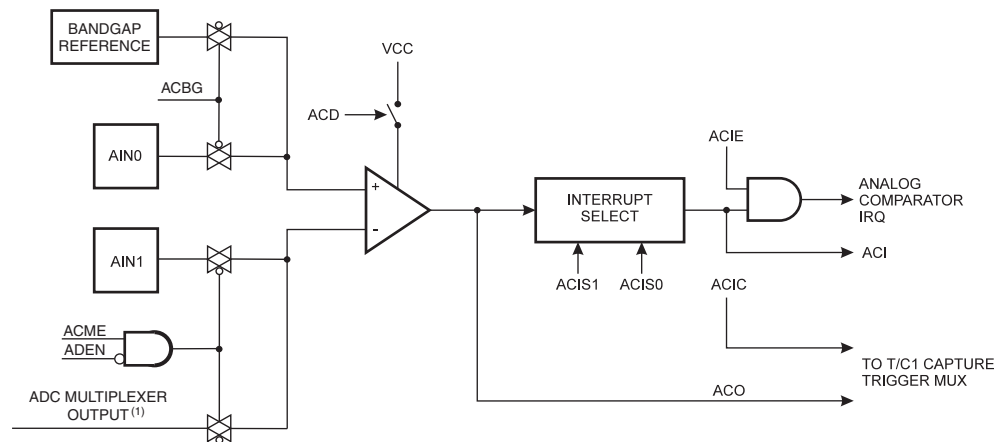 BANDGAP
REFERENCE
VCC
ACBG
ACD
AIN0
ACIE
+
-
INTERRUPT
SELECT
ANALOG
COMPARATOR
IRQ
AIN1
ACI
ACIS1 ACIS0 ACIC
ACME
ADEN
TO T/C1 CAPTURE
TRIGGER MUX
ADC MULTIPLEXER
OUTPUT (1)
ACO